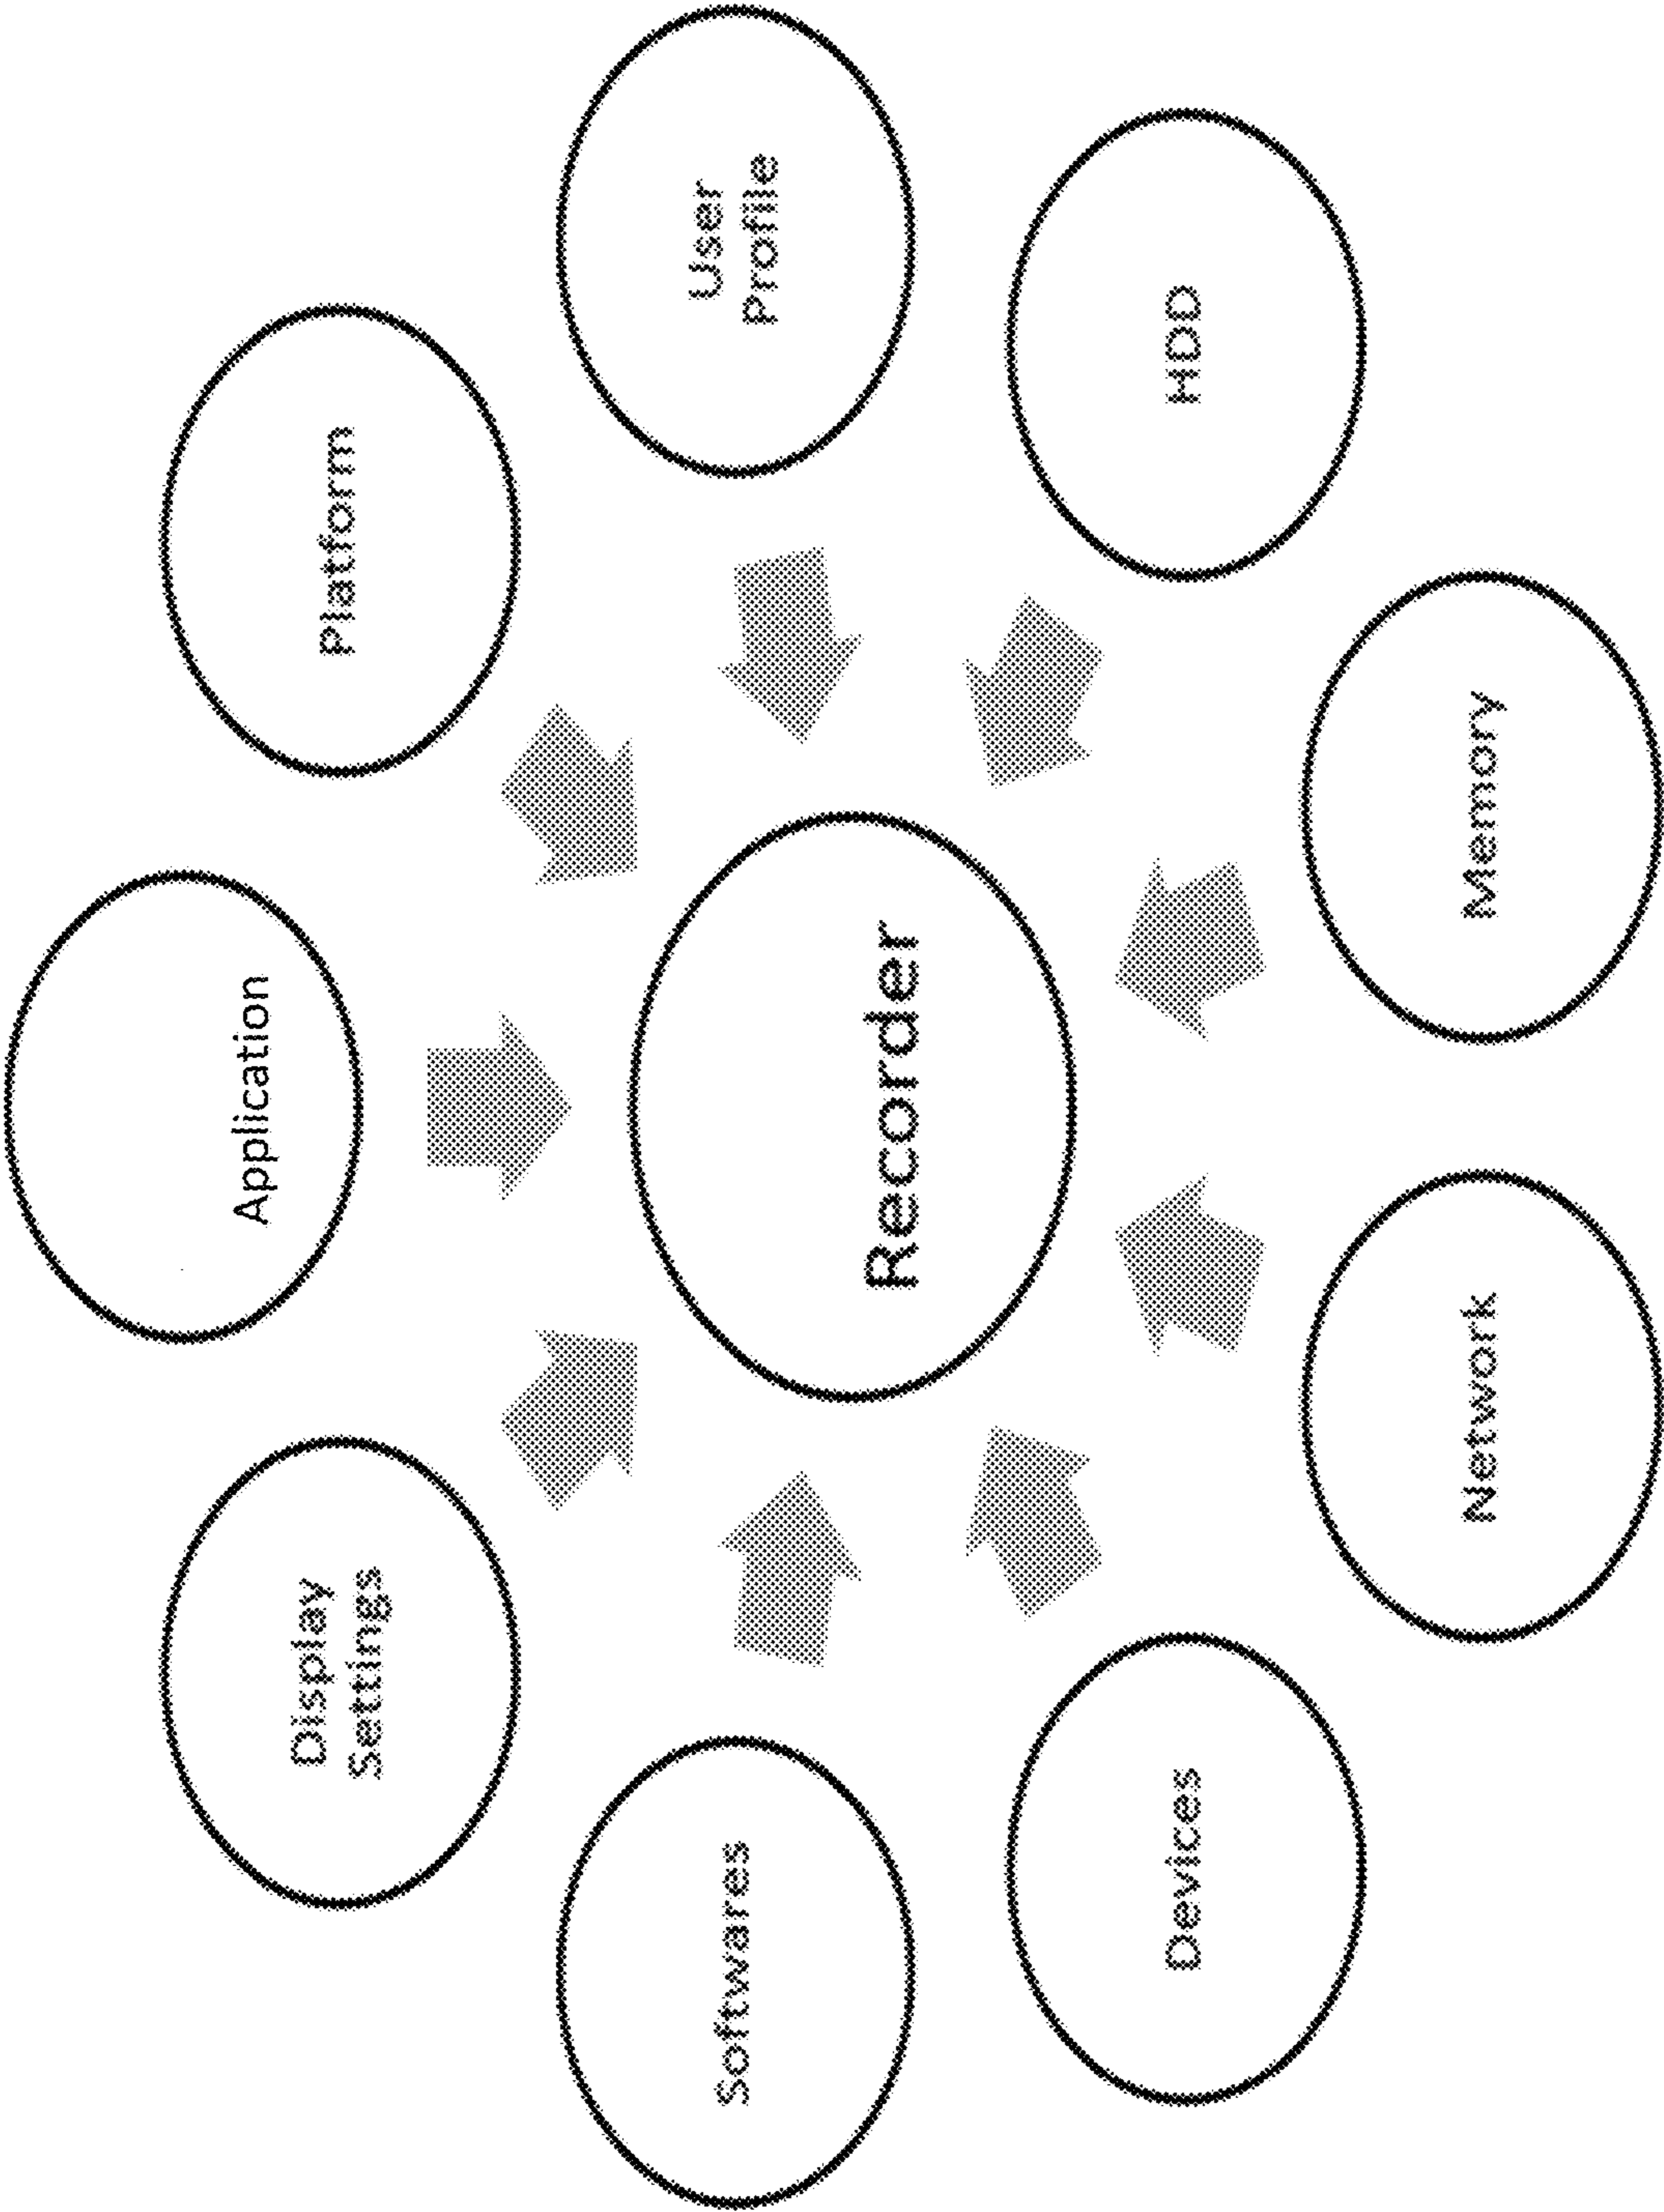 Application
Platform
User
Profile
HDD
Memory
Network
Devices
Softwares
Display
Settings
Recorder